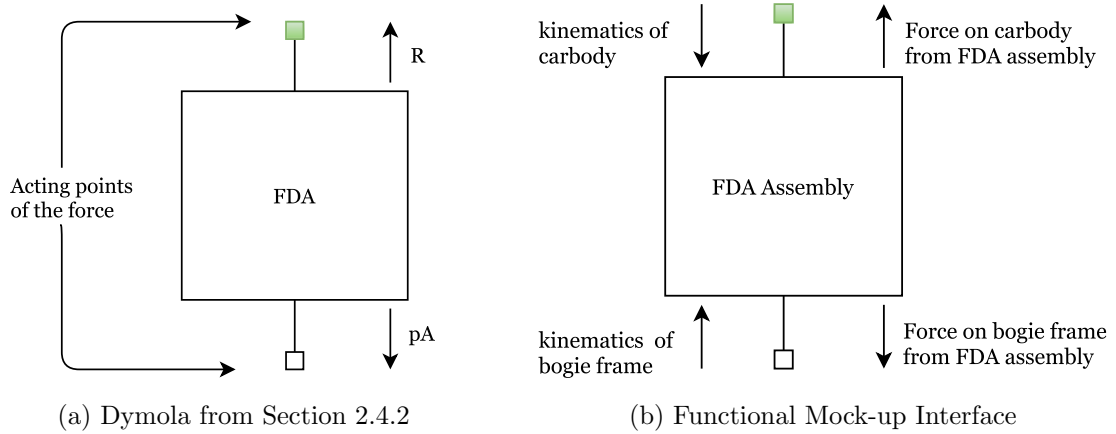 R
Acting points
of the force
FDA
pA
(a) Dymola from Section 2.4.2
kinematics of
carbody
Force on carbody
from FDA assembly
FDA Assembly
kinematics of
bogie frame
Force on bogie frame
from FDA assembly
(b) Functional Mock-up Interface